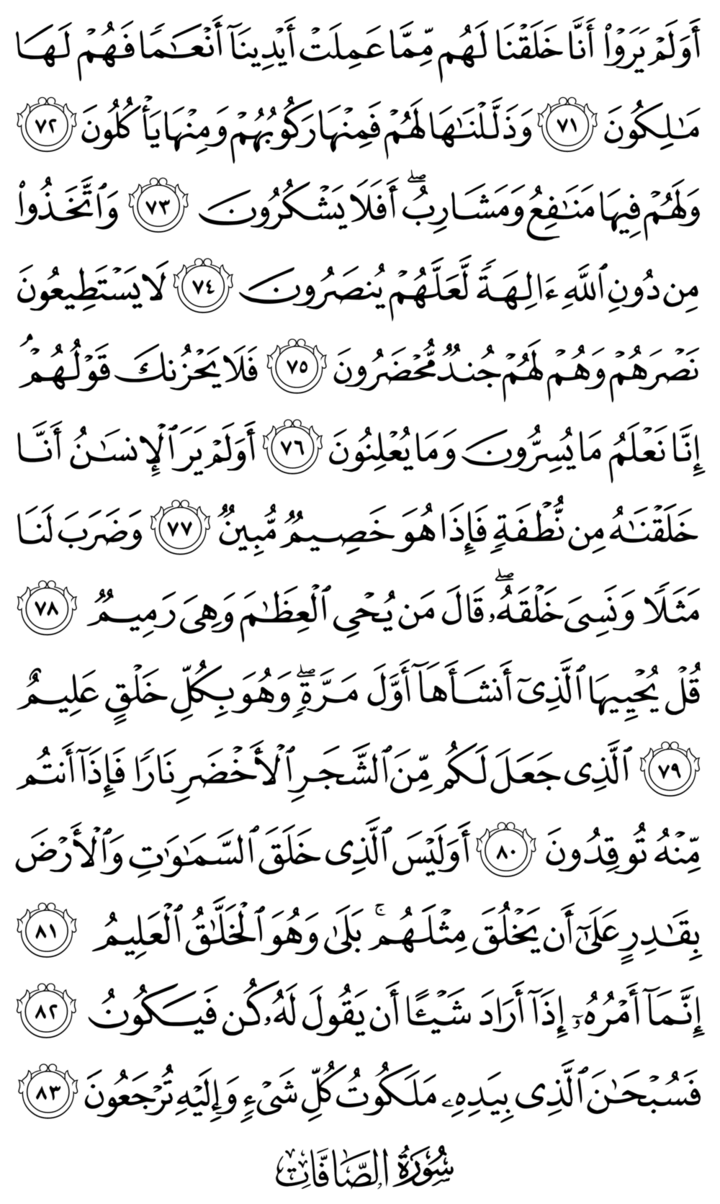 أَوَلَمْ يَرَوْا۟ أَنَّا خَلَقْنَا لَهُم مِّمَّا عَمِلَتْ أَيْدِينَآ أَنْعَـٰمًا فَهُمْ لَهَا
مَـٰلِكُونَ ٧١ وَذَلَّلْنَـٰهَا لَهُمْ فَمِنْهَا رَكُوبُهُمْ وَمِنْهَا يَأْكُلُونَ ٧٢
وَلَهُمْ فِيهَا مَنَـٰفِعُ وَمَشَارِبُ ۖ أَفَلَا يَشْكُرُونَ ٧٣ وَٱتَّخَذُوا۟
مِن دُونِ ٱللَّهِ ءَالِهَةً لَّعَلَّهُمْ يُنصَرُونَ ٧٤ لَا يَسْتَطِيعُونَ
نَصْرَهُمْ وَهُمْ لَهُمْ جُندٌ مُّحْضَرُونَ ٧٥ فَلَا يَحْزُنكَ قَوْلُهُمْ ۘ
إِنَّا نَعْلَمُ مَا يُسِرُّونَ وَمَا يُعْلِنُونَ ٧٦ أَوَلَمْ يَرَ ٱلْإِنسَـٰنُ أَنَّا
خَلَقْنَـٰهُ مِن نُّطْفَةٍ فَإِذَا هُوَ خَصِيمٌ مُّبِينٌ ٧٧ وَضَرَبَ لَنَا
مَثَلًا وَنَسِىَ خَلْقَهُۥ ۖ قَالَ مَن يُحْىِ ٱلْعِظَـٰمَ وَهِىَ رَمِيمٌ ٧٨
قُلْ يُحْيِيهَا ٱلَّذِىٓ أَنشَأَهَآ أَوَّلَ مَرَّةٍ ۖ وَهُوَ بِكُلِّ خَلْقٍ عَلِيمٌ
٧٩ ٱلَّذِى جَعَلَ لَكُم مِّنَ ٱلشَّجَرِ ٱلْأَخْضَرِ نَارًا فَإِذَآ أَنتُم
مِّنْهُ تُوقِدُونَ ٨٠ أَوَلَيْسَ ٱلَّذِى خَلَقَ ٱلسَّمَـٰوَٰتِ وَٱلْأَرْضَ
بِقَـٰدِرٍ عَلَىٰٓ أَن يَخْلُقَ مِثْلَهُم ۚ بَلَىٰ وَهُوَ ٱلْخَلَّـٰقُ ٱلْعَلِيمُ ٨١
إِنَّمَآ أَمْرُهُۥٓ إِذَآ أَرَادَ شَيْـًٔا أَن يَقُولَ لَهُۥ كُن فَيَكُونُ ٨٢
فَسُبْحَـٰنَ ٱلَّذِى بِيَدِهِۦ مَلَكُوتُ كُلِّ شَىْءٍ وَإِلَيْهِ تُرْجَعُونَ ٨٣
سُورَةُ الصَّافَّاتِ